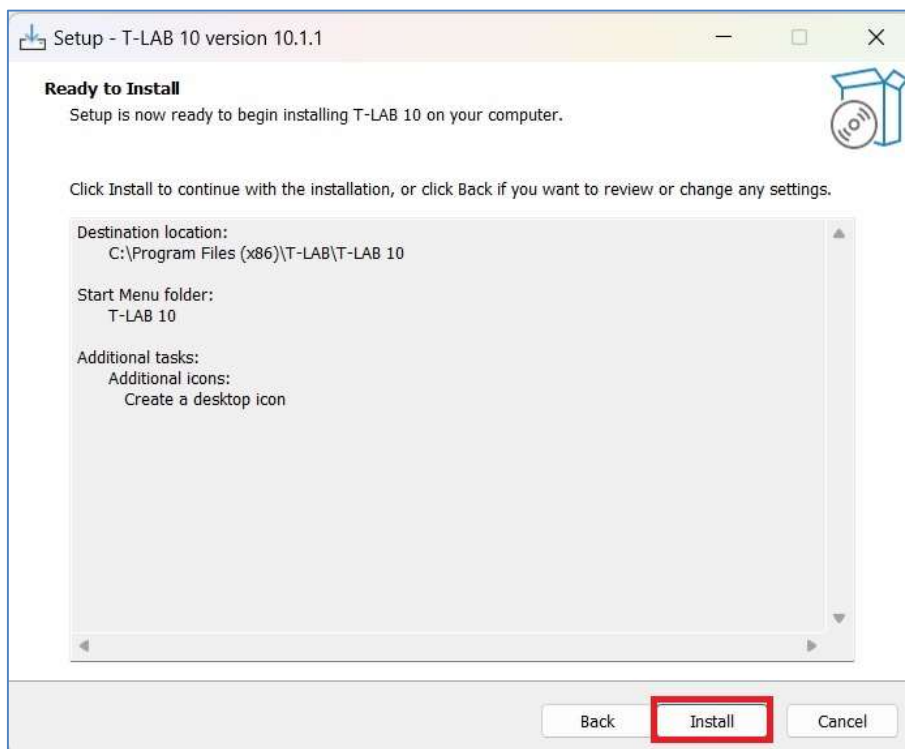 Setup - T-LAB 10 version 10.1.1
Ready to Install
Setup is now ready to begin installing T-LAB 10 on your computer.
Click Install to continue with the installation, or click Back if you want to review or change any settings.
Destination location:
C:\Program Files (x86)\T-LAB\T-LAB 10
Start Menu folder:
T-LAB 10
Additional tasks:
Additional icons:
Create a desktop icon
Back
Install
Cancel